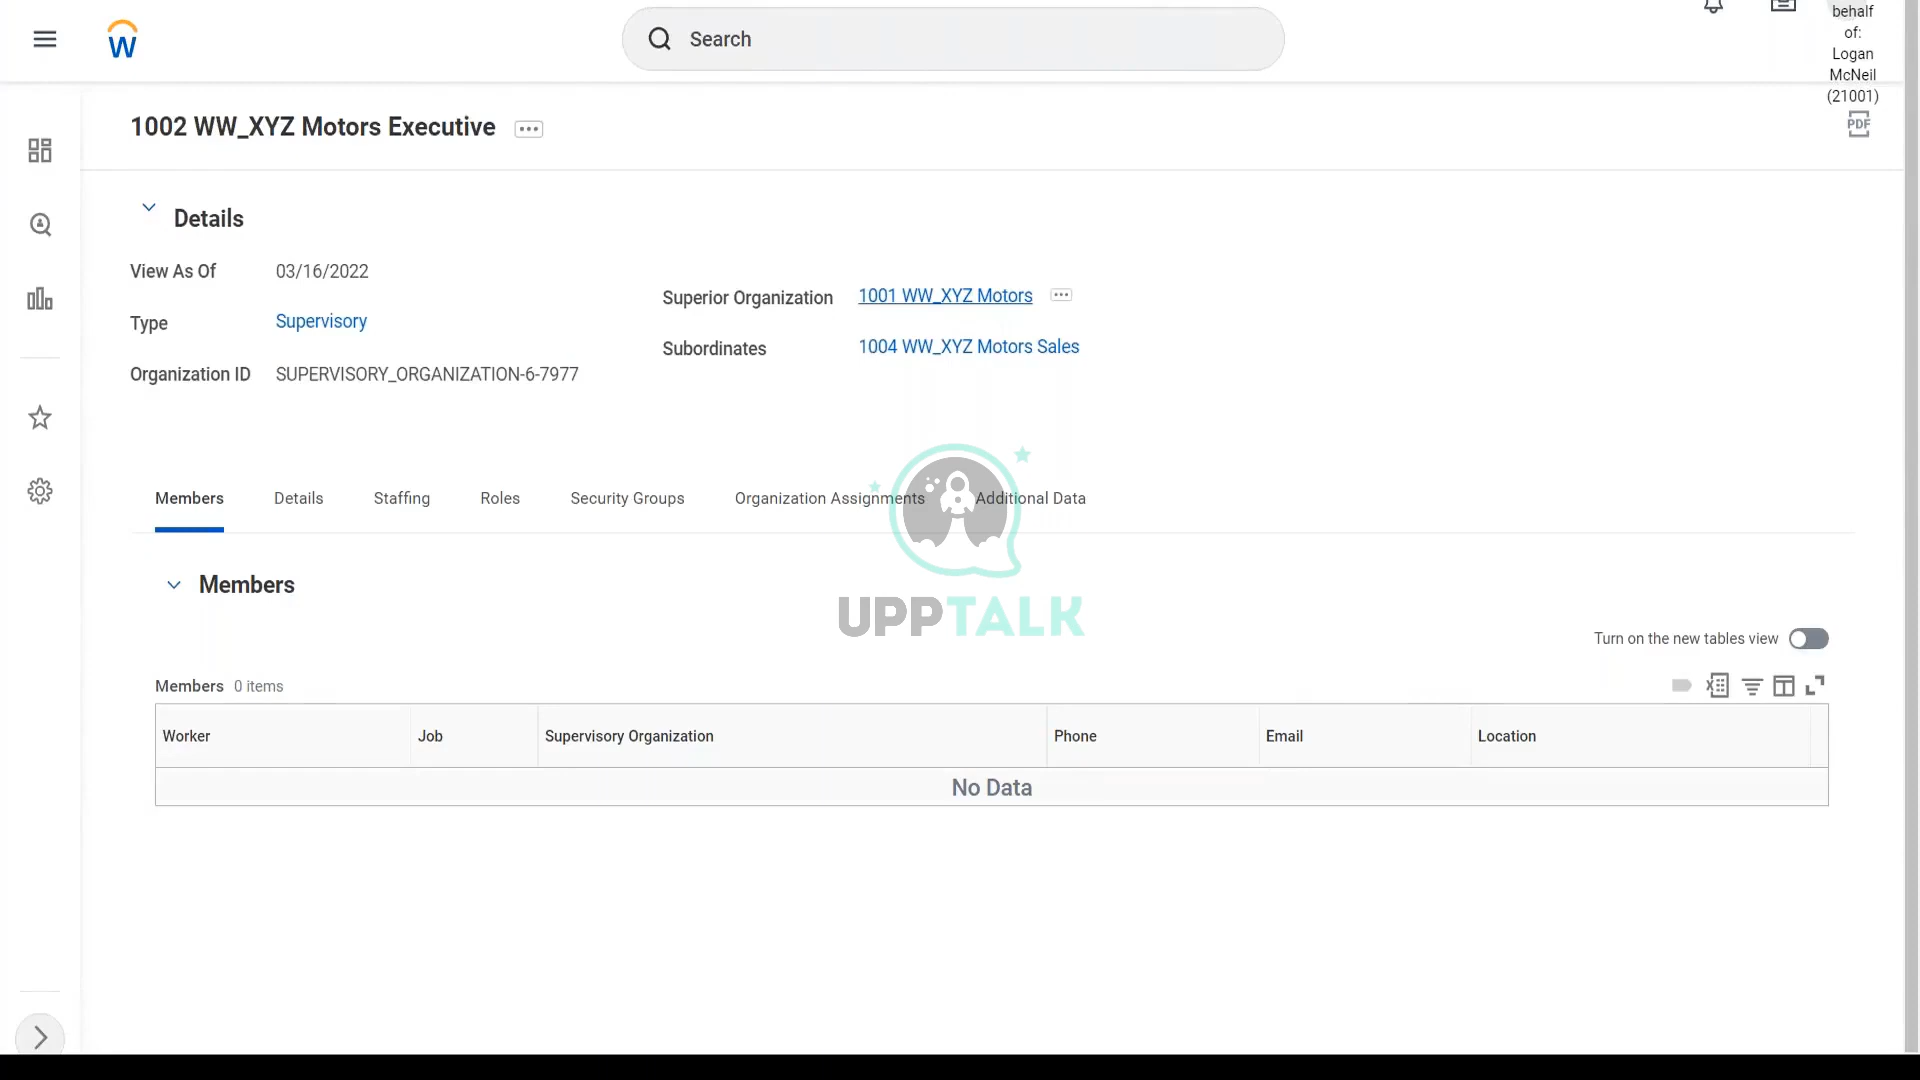 Search
behalf
of:
Logan
McNeil
(21001)
W
1002 WW_XYZ Motors Executive
PDF
Details
View As Of 03/16/2022
Type Supervisory
Organization ID SUPERVISORY_ORGANIZATION-6-7977
Superior Organization 1001 WW_XYZ Motors
Subordinates 1004 WW_XYZ Motors Sales
Members Details Staffing Roles Security Groups Organization Assignments Additional Data
UPPTALK
Members
Turn on the new tables view
Members 0 items
Worker Job Supervisory Organization Phone Email Location
No Data